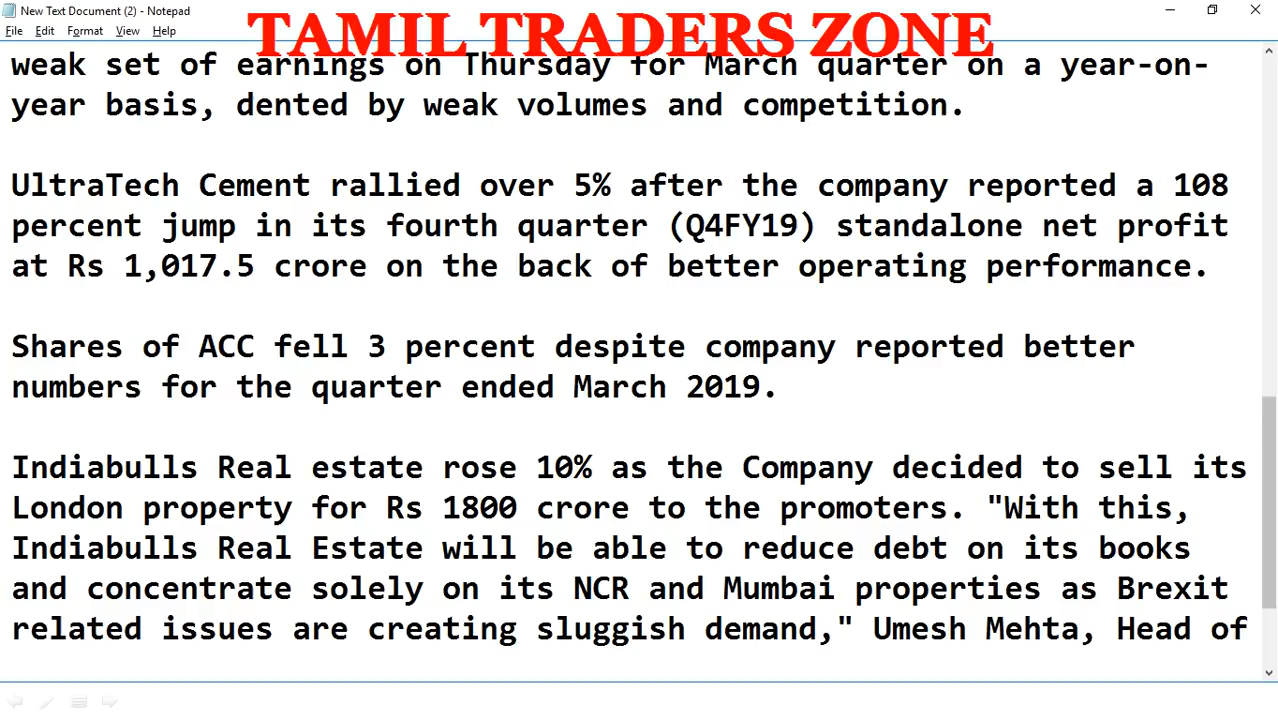 New Text Document (2) - Notepad
File Edit Format View Help
TAMIL TRADERS ZONE
weak set of earnings on Thursday for March quarter on a year-on-
year basis, dented by weak volumes and competition.
UltraTech Cement rallied over 5% after the company reported a 108
percent jump in its fourth quarter (Q4FY19) standalone net profit
at Rs 1,017.5 crore on the back of better operating performance.
Shares of ACC fell 3 percent despite company reported better
numbers for the quarter ended March 2019.
Indiabulls Real estate rose 10% as the Company decided to sell its
London property for Rs 1800 crore to the promoters. "With this,
Indiabulls Real Estate will be able to reduce debt on its books
and concentrate solely on its NCR and Mumbai properties as Brexit
related issues are creating sluggish demand," Umesh Mehta, Head of